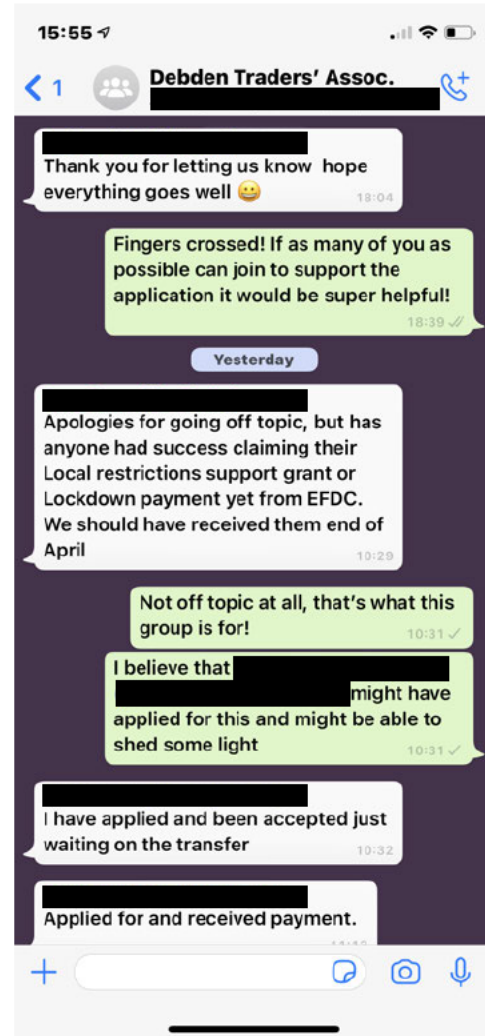 15:55
1
Debden Traders' Assoc.
Thank you for letting us know hope
everything goes well 😀
18:04
Fingers crossed! If as many of you as
possible can join to support the
application it would be super helpful!
18:39
Yesterday
Apologies for going off topic, but has
anyone had success claiming their
Local restrictions support grant or
Lockdown payment yet from EFDC.
We should have received them end of
April
10:29
Not off topic at all, that's what this
group is for!
10:31
I believe that
might have
applied for this and might be able to
shed some light
10:31
I have applied and been accepted just
waiting on the transfer
10:32
Applied for and received payment.